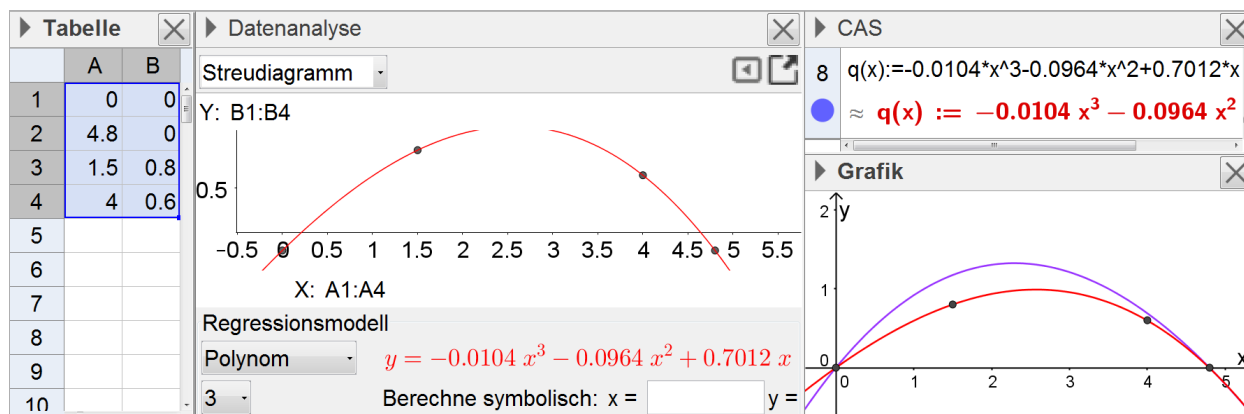 Tabelle
A B
1 0 0
2 4.8 0
3 1.5 0.8
4 4 0.6
5
6
7
8
9
10
Datenanalyse
Streudiagramm
Y: B1:B4
0.5
−0.5 0 0.5 1 1.5 2 2.5 3 3.5 4 4.5 5 5.5
X: A1:A4
Regressionsmodell
Polynom
y = −0.0104 x³ − 0.0964 x² + 0.7012 x
3
Berechne symbolisch: x = y =
CAS
8 q(x):=-0.0104*x^3-0.0964*x^2+0.7012*x
≈ q(x) := −0.0104 x³ − 0.0964 x²
Grafik
2 y
1
0 x
0 1 2 3 4 5